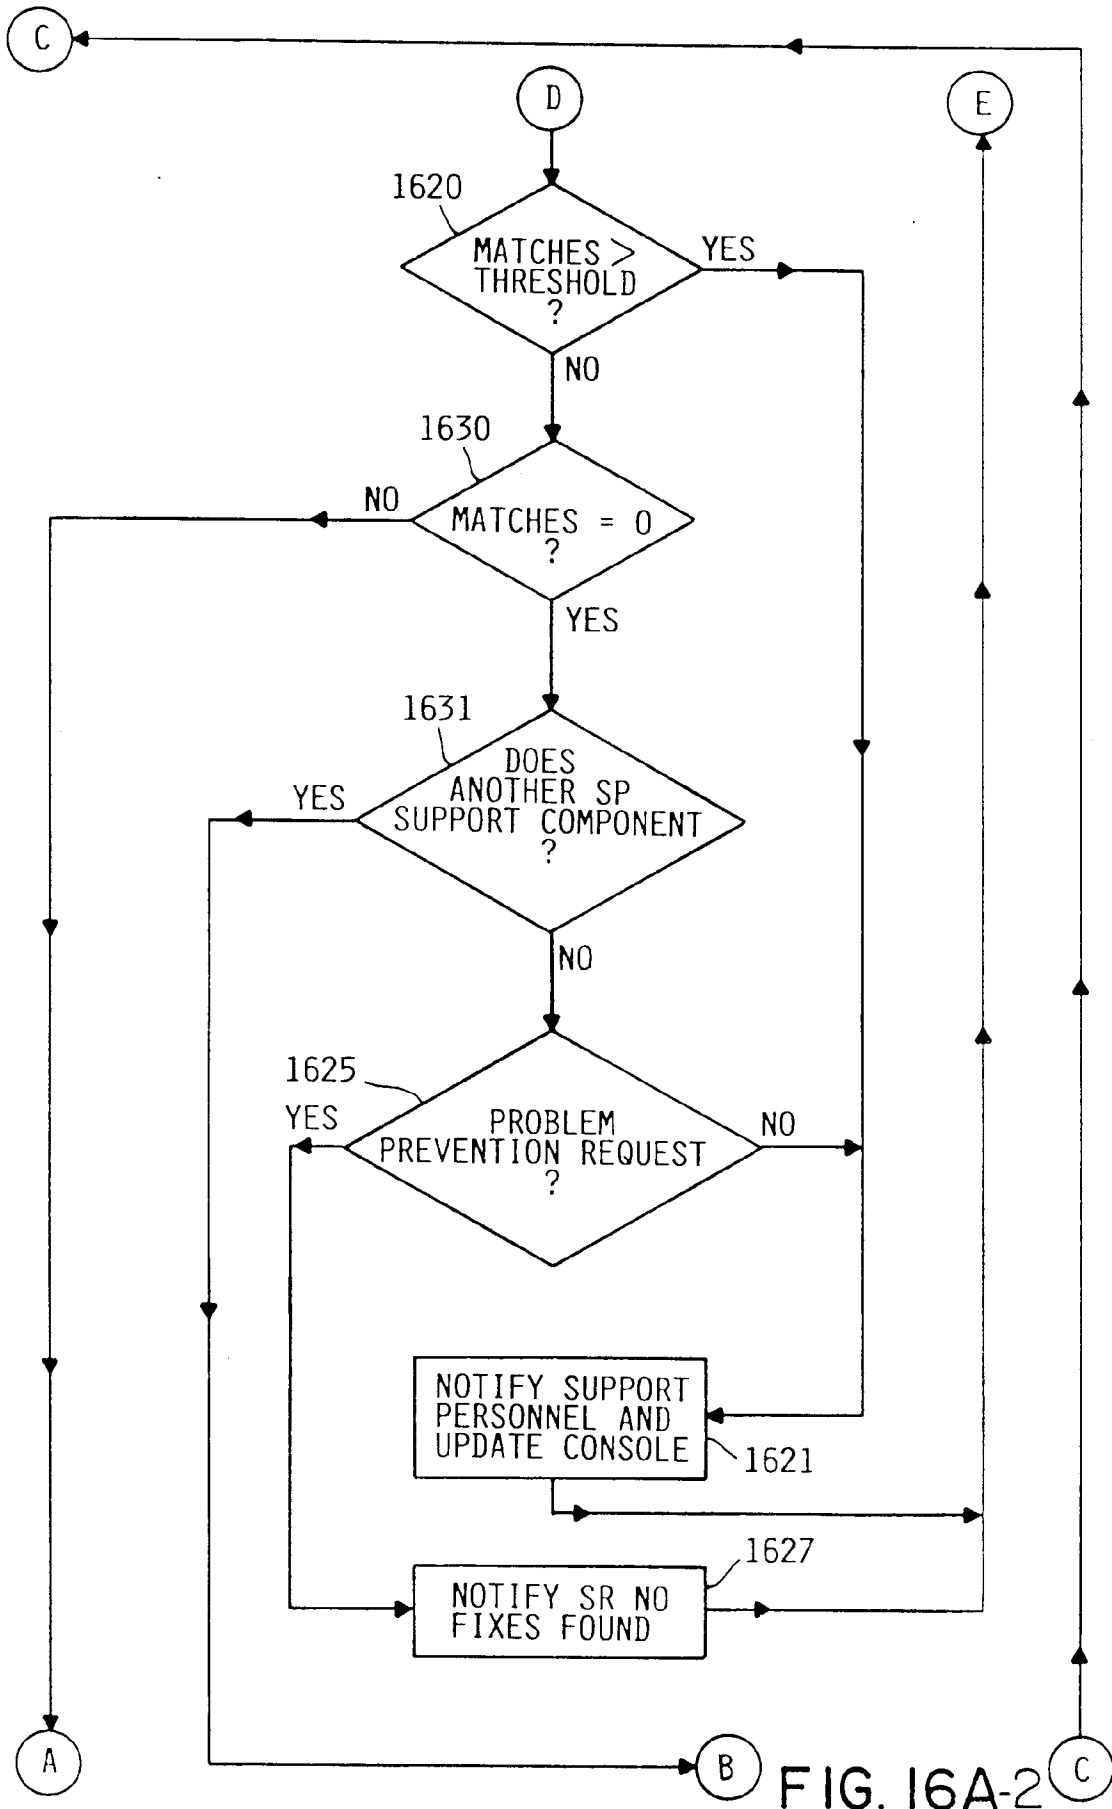 C
D
E
1620
MATCHES >
THRESHOLD
?
YES
NO
1630
NO
MATCHES = 0
?
YES
1631
DOES
ANOTHER SP
SUPPORT COMPONENT
?
YES
NO
1625
YES
PROBLEM
PREVENTION REQUEST
?
NO
NOTIFY SUPPORT
PERSONNEL AND
UPDATE CONSOLE
1621
1627
NOTIFY SR NO
FIXES FOUND
A
B
FIG. 16A-2
C